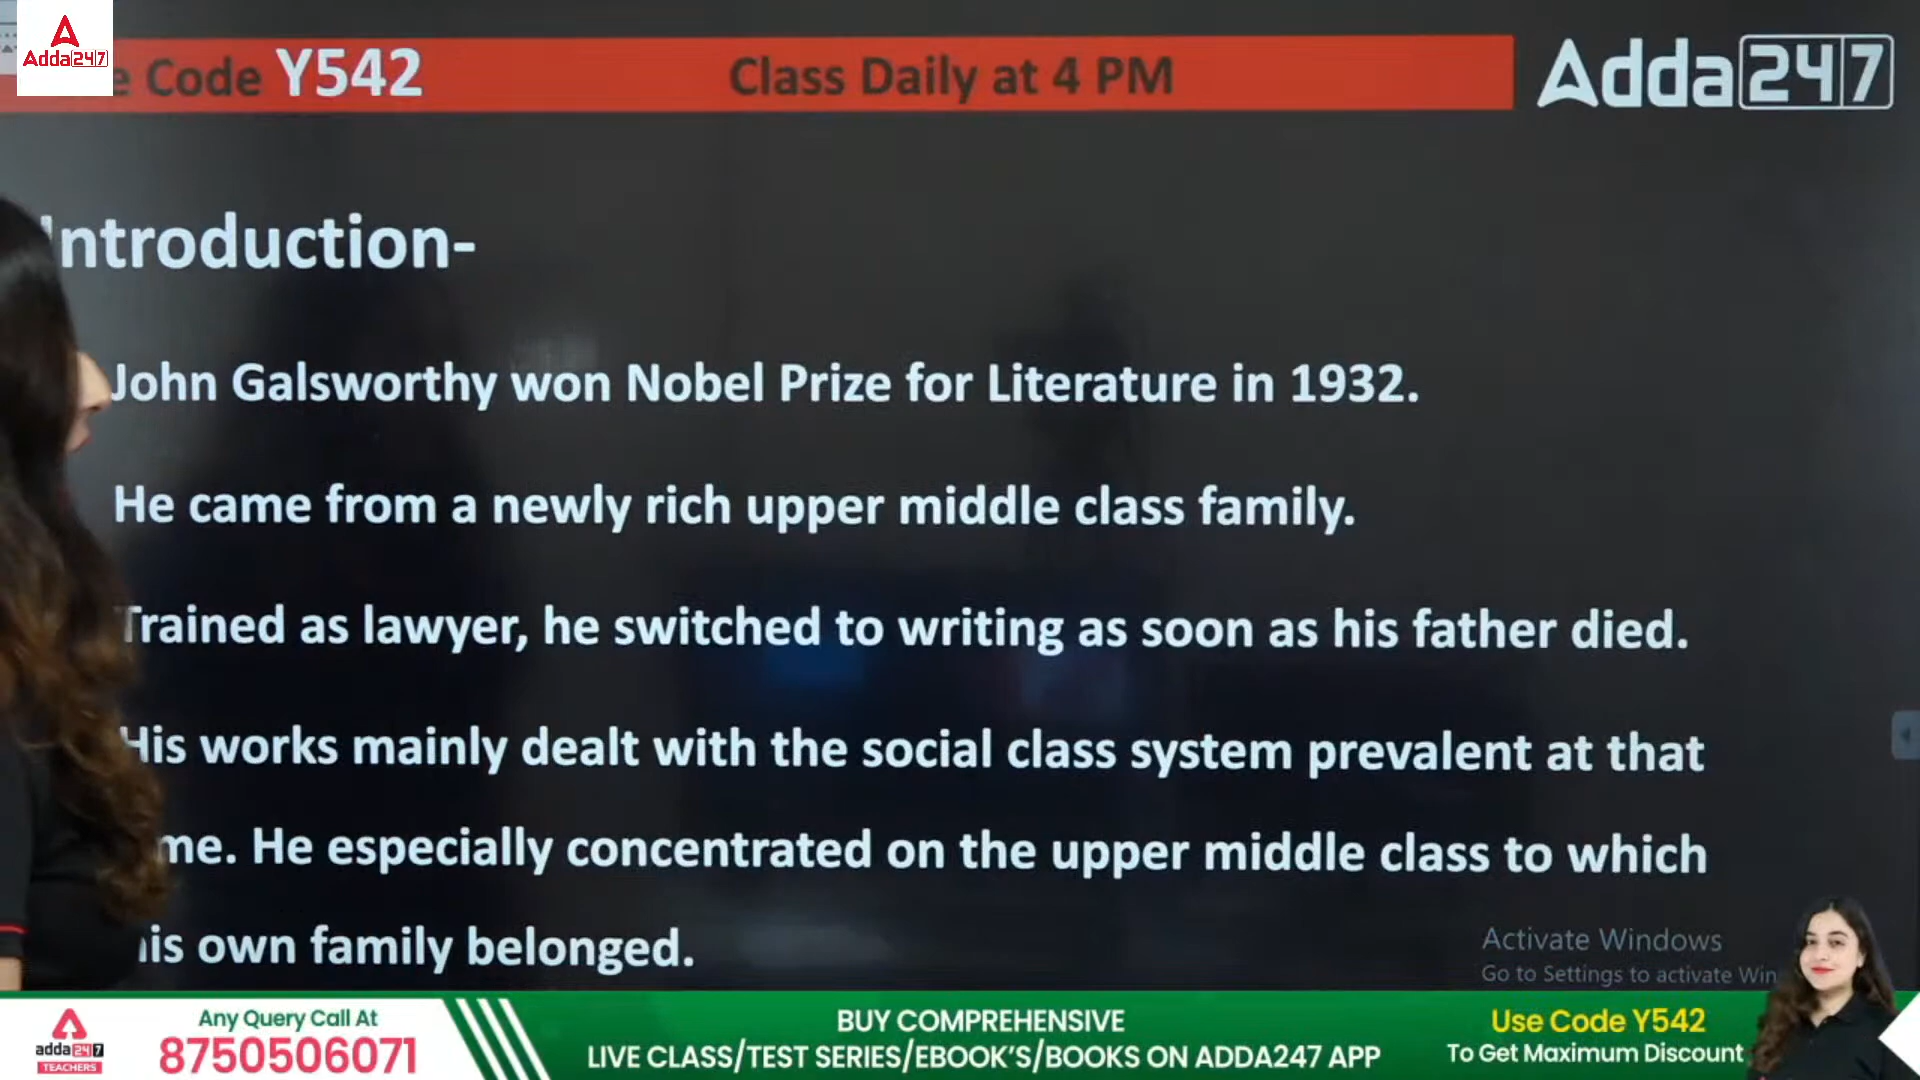 Adda247
Code Y542
Class Daily at 4 PM
Adda247
Introduction-
John Galsworthy won Nobel Prize for Literature in 1932.
He came from a newly rich upper middle class family.
Trained as lawyer, he switched to writing as soon as his father died.
His works mainly dealt with the social class system prevalent at that
me. He especially concentrated on the upper middle class to which
his own family belonged.
Activate Windows
Go to Settings to activate Win
adda247
TEACHERS
Any Query Call At
8750506071
BUY COMPREHENSIVE
LIVE CLASS/TEST SERIES/EBOOK'S/BOOKS ON ADDA247 APP
Use Code Y542
To Get Maximum Discount